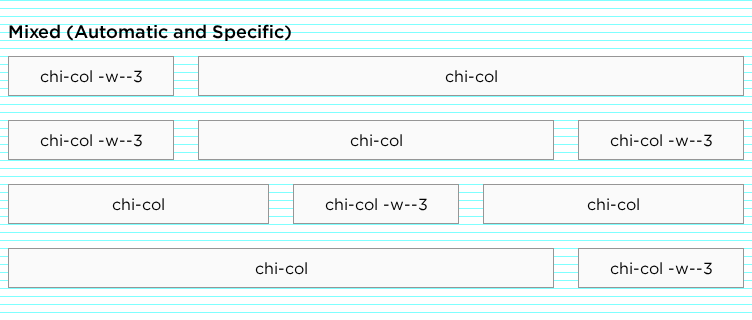 Mixed (Automatic and Specific)
chi-col -w--3 chi-col
chi-col -w--3 chi-col chi-col -w--3
chi-col chi-col -w--3 chi-col
chi-col chi-col -w--3